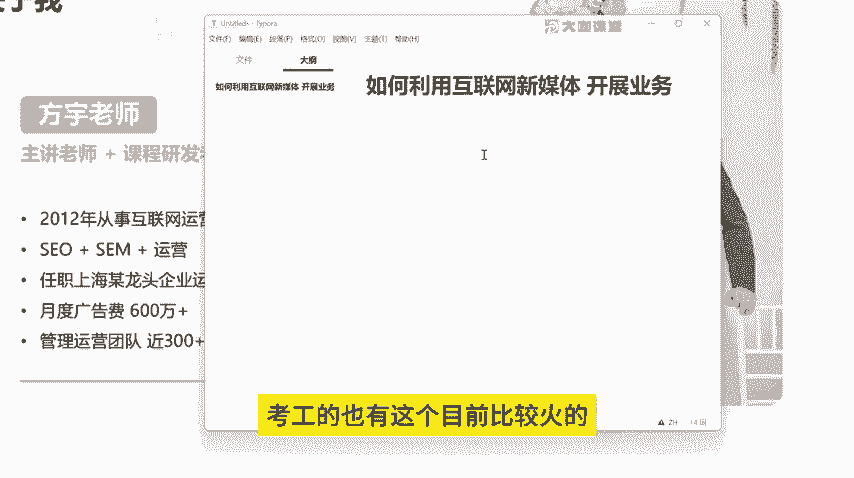 关于我
Untitled - Typora
大咖课堂
文件(F) 编辑(E) 段落(P) 格式(O) 视图(V) 主题(T) 帮助(H)
文件 大纲
如何利用互联网新媒体 开展业务
如何利用互联网新媒体 开展业务
方宇老师
主讲老师 + 课程研发
• 2012年从事互联网运营
• SEO + SEM + 运营
• 任职上海某龙头企业运
• 月度广告费 600万+
• 管理运营团队 近300+
考工的也有这个目前比较火的
ZH 14 词